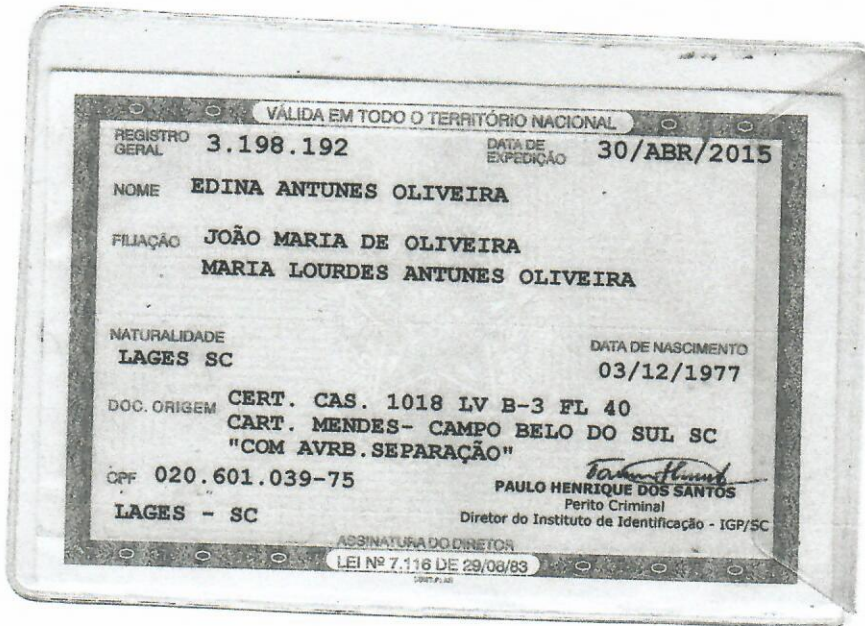 VÁLIDA EM TODO O TERRITÓRIO NACIONAL
REGISTRO GERAL 3.198.192 DATA DE EXPEDIÇÃO 30/ABR/2015
NOME EDINA ANTUNES OLIVEIRA
FILIAÇÃO JOÃO MARIA DE OLIVEIRA
MARIA LOURDES ANTUNES OLIVEIRA
NATURALIDADE DATA DE NASCIMENTO
LAGES SC 03/12/1977
DOC. ORIGEM CERT. CAS. 1018 LV B-3 FL 40
CART. MENDES- CAMPO BELO DO SUL SC
"COM AVRB.SEPARAÇÃO"
CPF 020.601.039-75
PAULO HENRIQUE DOS SANTOS
Perito Criminal
LAGES - SC Diretor do Instituto de Identificação - IGP/SC
ASSINATURA DO DIRETOR
LEI Nº 7.116 DE 29/08/83